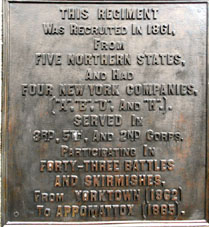 THIS REGIMENT
WAS RECRUITED IN 1861,
FROM
FIVE NORTHERN STATES,
AND HAD
FOUR NEW YORK COMPANIES,
("A", "B", "D", AND "H").
SERVED IN
3RD, 5TH, AND 2ND CORPS.
PARTICIPATING IN
FORTY-THREE BATTLES
AND SKIRMISHES,
FROM YORKTOWN (1862)
TO APPOMATTOX (1865).